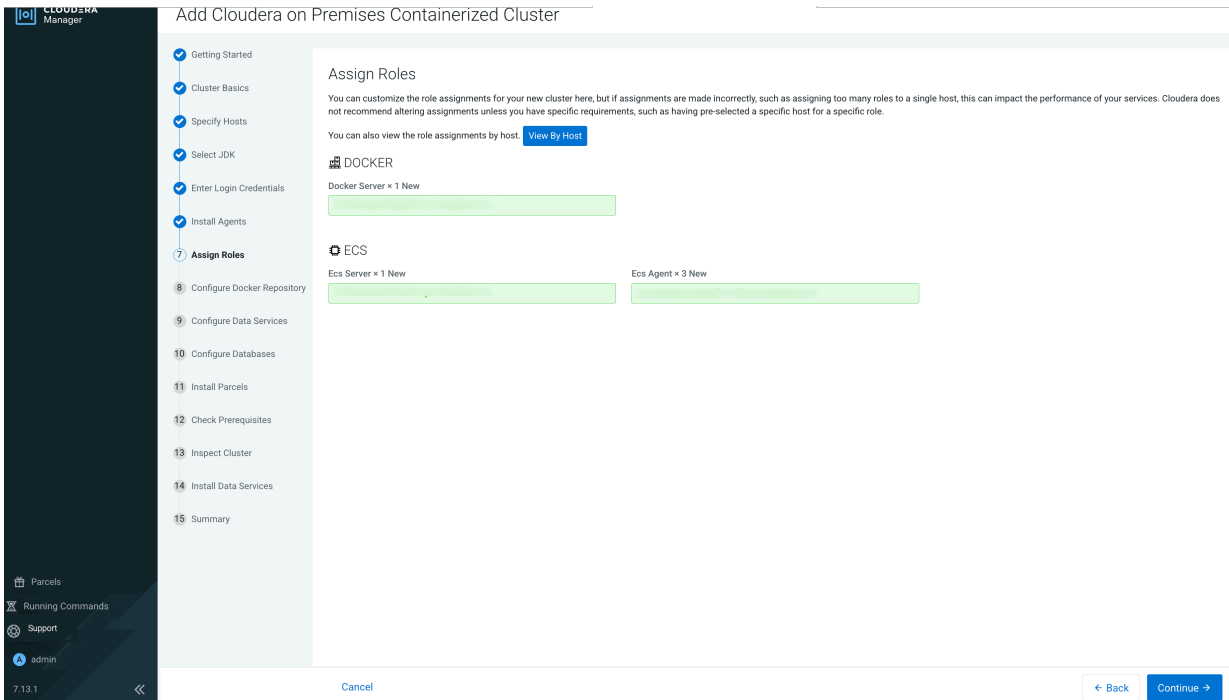 CLOUDERA
Manager
Add Cloudera on Premises Containerized Cluster
Getting Started
Cluster Basics
Specify Hosts
Select JDK
Enter Login Credentials
Install Agents
7 Assign Roles
8 Configure Docker Repository
9 Configure Data Services
10 Configure Databases
11 Install Parcels
12 Check Prerequisites
13 Inspect Cluster
14 Install Data Services
15 Summary
Assign Roles
You can customize the role assignments for your new cluster here, but if assignments are made incorrectly, such as assigning too many roles to a single host, this can impact the performance of your services. Cloudera does
not recommend altering assignments unless you have specific requirements, such as having pre-selected a specific host for a specific role.
You can also view the role assignments by host. View By Host
DOCKER
Docker Server × 1 New
ECS
Ecs Server × 1 New
Ecs Agent × 3 New
Parcels
Running Commands
Support
A admin
7.13.1
Cancel
← Back
Continue →